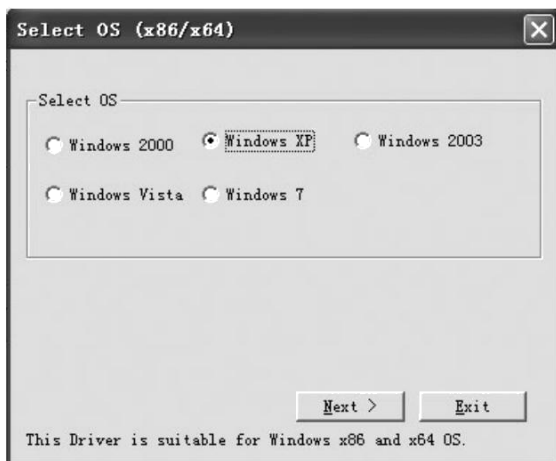 Select OS (x86/x64)
Select OS
Windows 2000 Windows XP Windows 2003
Windows Vista Windows 7
Next > Exit
This Driver is suitable for Windows x86 and x64 OS.